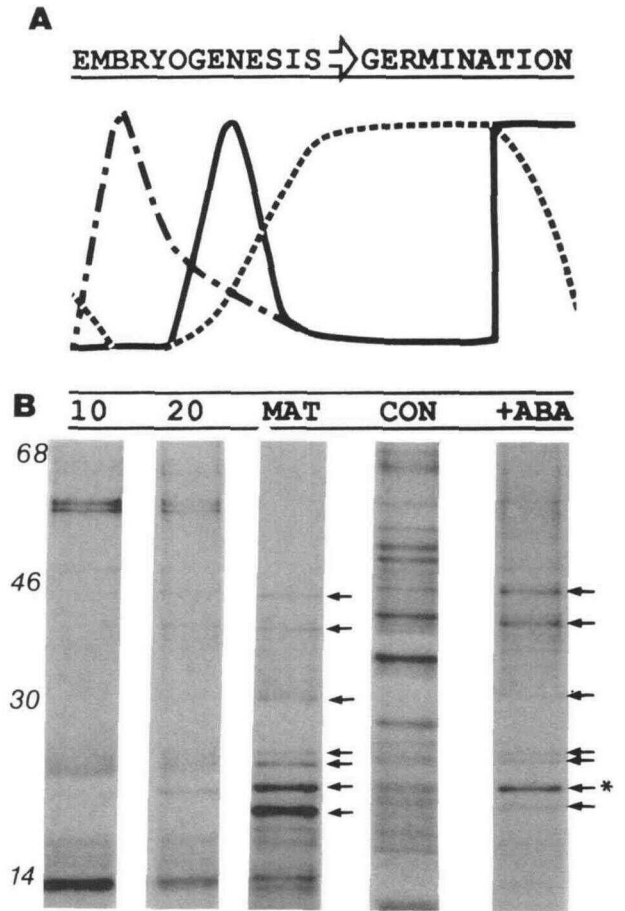 A
EMBRYOGENESIS ⇨ GERMINATION
B 10 20 MAT CON +ABA
68
46
30
*
14